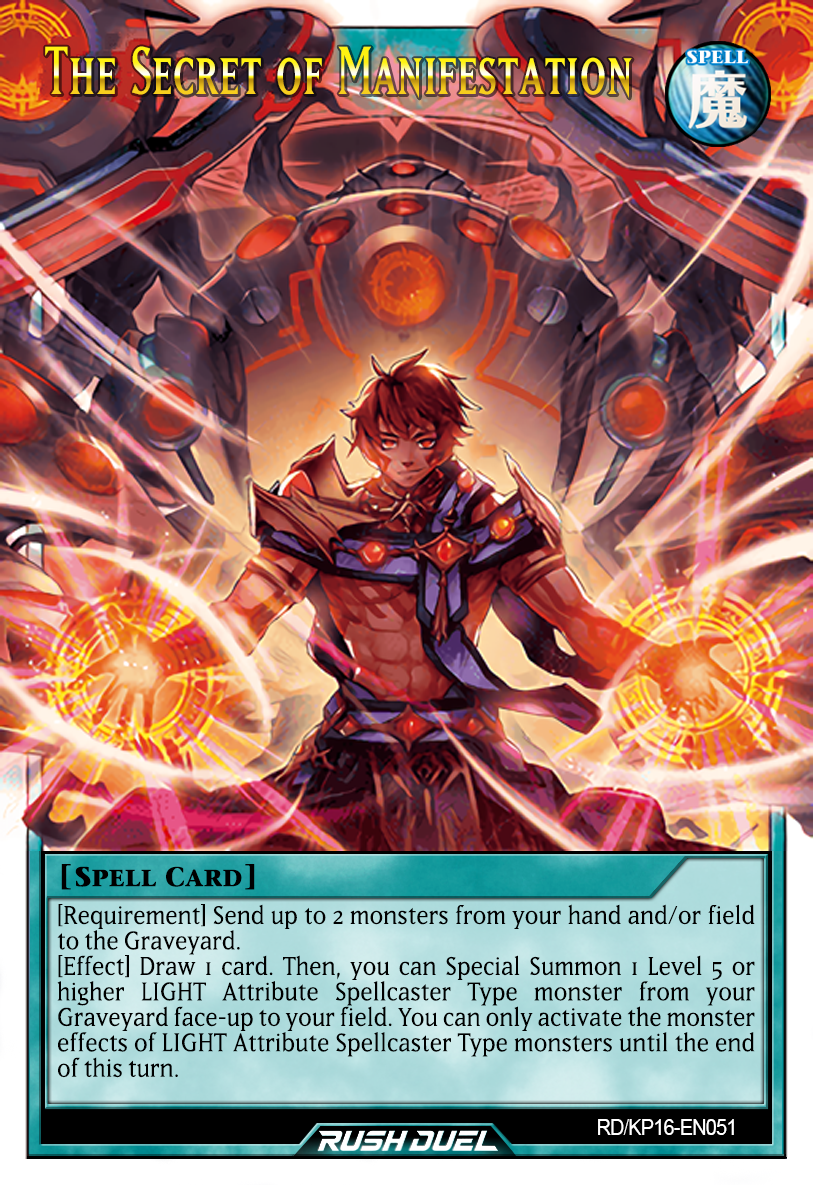 The Secret of Manifestation
SPELL
魔
[Spell Card]
[Requirement] Send up to 2 monsters from your hand and/or field
to the Graveyard.
[Effect] Draw 1 card. Then, you can Special Summon 1 Level 5 or
higher LIGHT Attribute Spellcaster Type monster from your
Graveyard face-up to your field. You can only activate the monster
effects of LIGHT Attribute Spellcaster Type monsters until the end
of this turn.
RD/KP16-EN051
RUSH DUEL